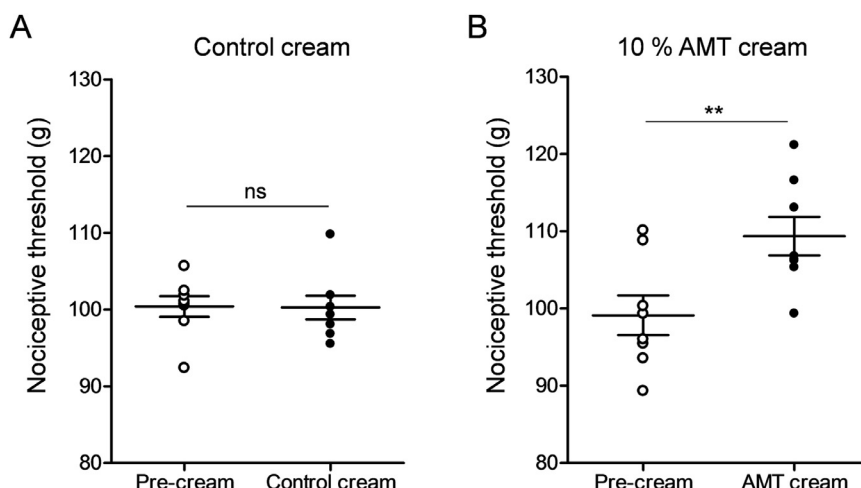 A
Control cream
Nociceptive threshold (g)
130
120
110
100
90
80
ns
Pre-cream Control cream
B
10 % AMT cream
Nociceptive threshold (g)
130
120
110
100
90
80
**
Pre-cream AMT cream